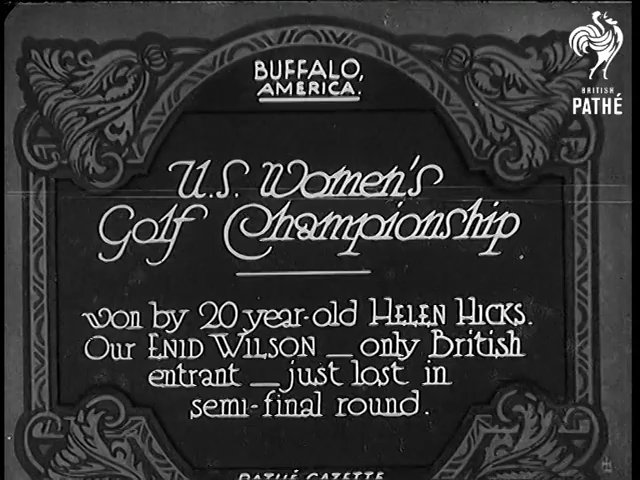 BUFFALO,
AMERICA.
BRITISH
PATHÉ
U.S. Women's
Golf Championship.
won by 20 year-old HELEN HICKS.
Our ENID WILSON — only British
entrant — just lost in
semi-final round.
PATHÉ GAZETTE